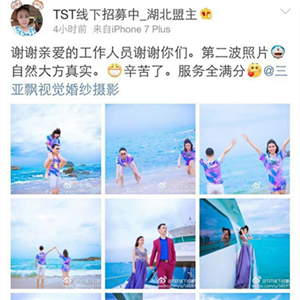 TST线下招募中_湖北盟主
4小时前 来自iPhone 7 Plus
谢谢亲爱的工作人员谢谢你们。第二波照片
自然大方真实。辛苦了。服务全满分@三
亚飘视觉婚纱摄影